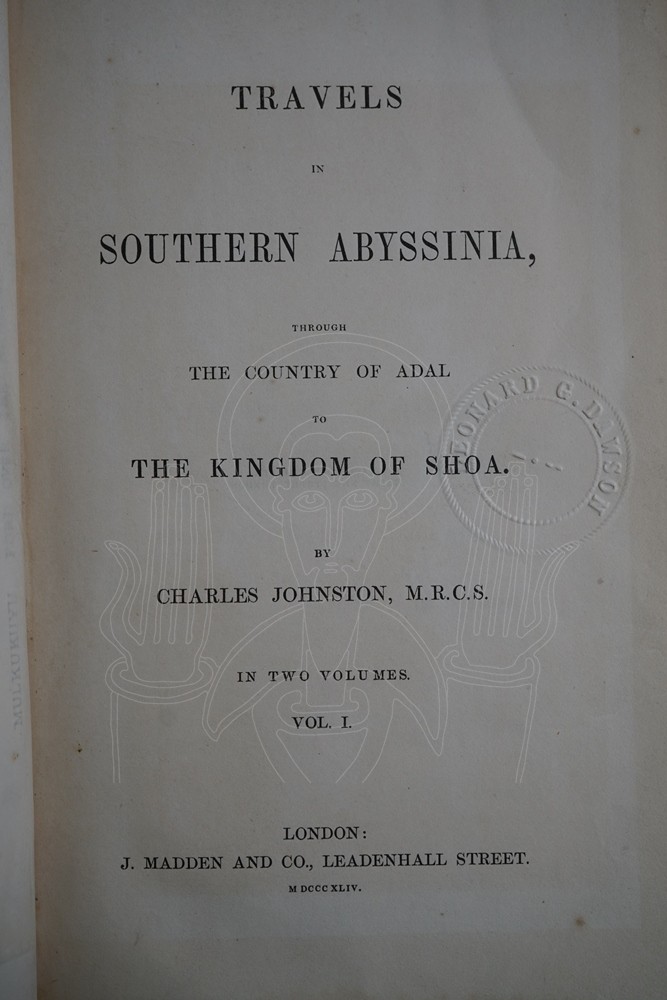 TRAVELS
IN
SOUTHERN ABYSSINIA,
THROUGH
THE COUNTRY OF ADAL
TO
THE KINGDOM OF SHOA.
BY
CHARLES JOHNSTON, M.R.C.S.
IN TWO VOLUMES.
VOL. I.
LONDON:
J. MADDEN AND CO., LEADENHALL STREET.
M DCCC XLIV.
G. DAWSON